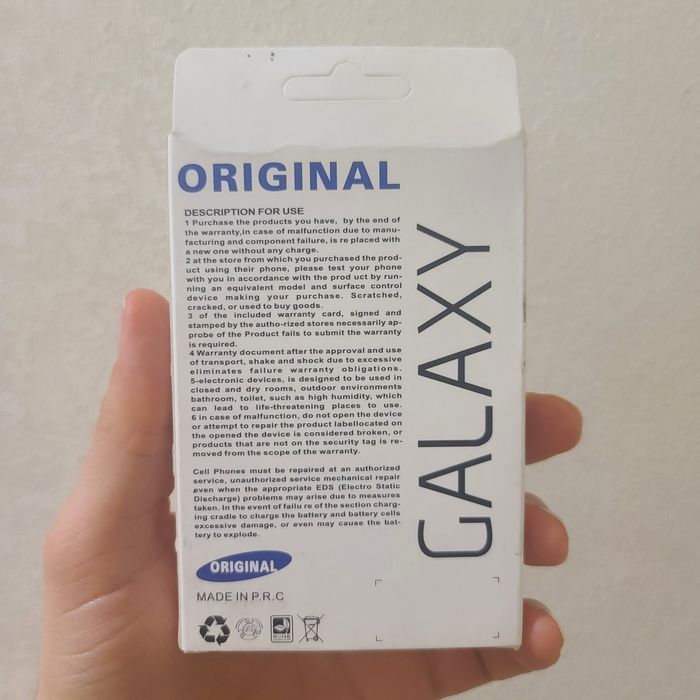 ORIGINAL
DESCRIPTION FOR USE
1 Purchase the products you have, by the end of
the warranty,in case of malfunction due to manu-
facturing and component failure, is re placed with
a new one without any charge.
2 at the store from which you purchased the prod-
uct using their phone, please test your phone
with you in accordance with the prod uct by run-
ning an equivalent model and surface control
device making your purchase. Scratched,
cracked, or used to buy goods.
3 of the included warranty card, signed and
stamped by the autho-rized stores necessarily ap-
probe of the Product fails to submit the warranty
is required.
4 Warranty document after the approval and use
of transport, shake and shock due to excessive
eliminates failure warranty obligations.
5-electronic devices, is designed to be used in
closed and dry rooms, outdoor environments
bathroom, toilet, such as high humidity, which
can lead to life-threatening places to use.
6 in case of malfunction, do not open the device
or attempt to repair the product labellocated on
the opened the device is considered broken, or
products that are not on the security tag is re-
moved from the scope of the warranty.
Cell Phones must be repaired at an authorized
service, unauthorized service mechanical repair
even when the appropriate EDS (Electro Static
Discharge) problems may arise due to measures
taken. In the event of failu re of the section charg-
ing cradle to charge the battery and battery cells
excessive damage, or even may cause the bat-
tery to explode.
ORIGINAL
MADE IN P.R.C
RoHS
GALAXY